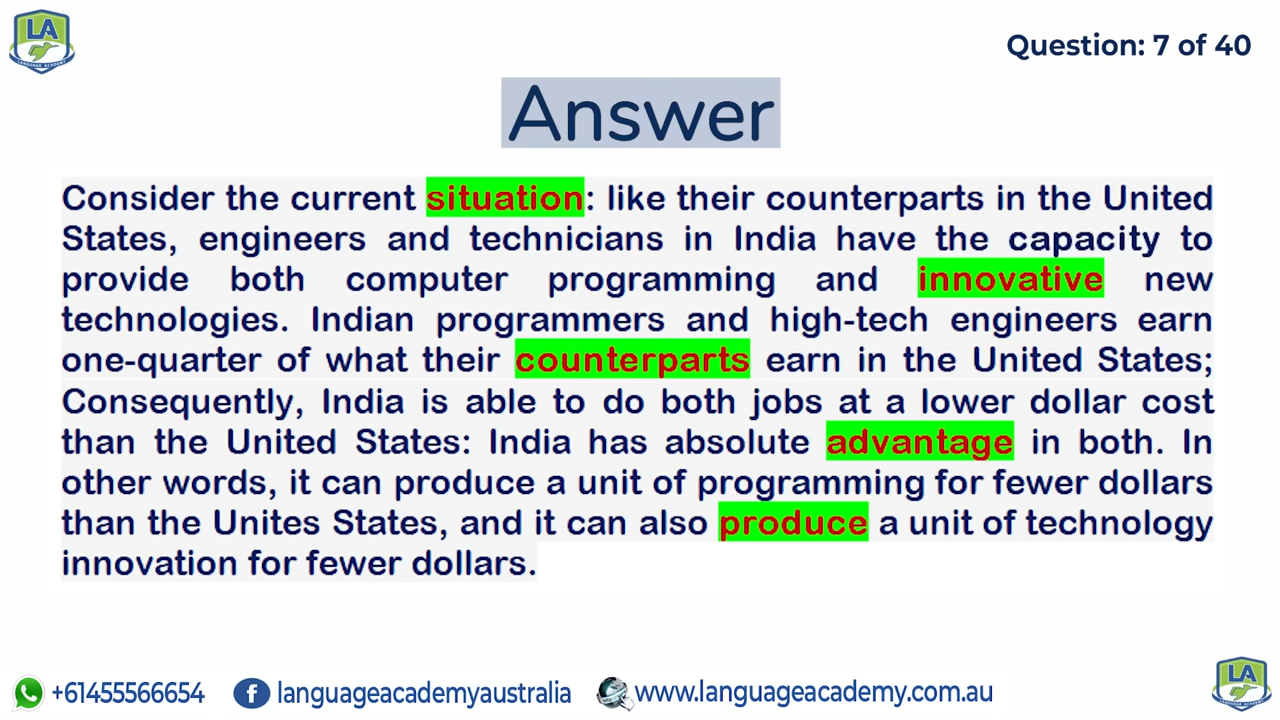 LA
LANGUAGE ACADEMY
Question: 7 of 40
Answer
Consider the current situation: like their counterparts in the United
States, engineers and technicians in India have the capacity to
provide both computer programming and innovative new
technologies. Indian programmers and high-tech engineers earn
one-quarter of what their counterparts earn in the United States;
Consequently, India is able to do both jobs at a lower dollar cost
than the United States: India has absolute advantage in both. In
other words, it can produce a unit of programming for fewer dollars
than the Unites States, and it can also produce a unit of technology
innovation for fewer dollars.
+61455566654 languageacademyaustralia www.languageacademy.com.au
LA
LANGUAGE ACADEMY